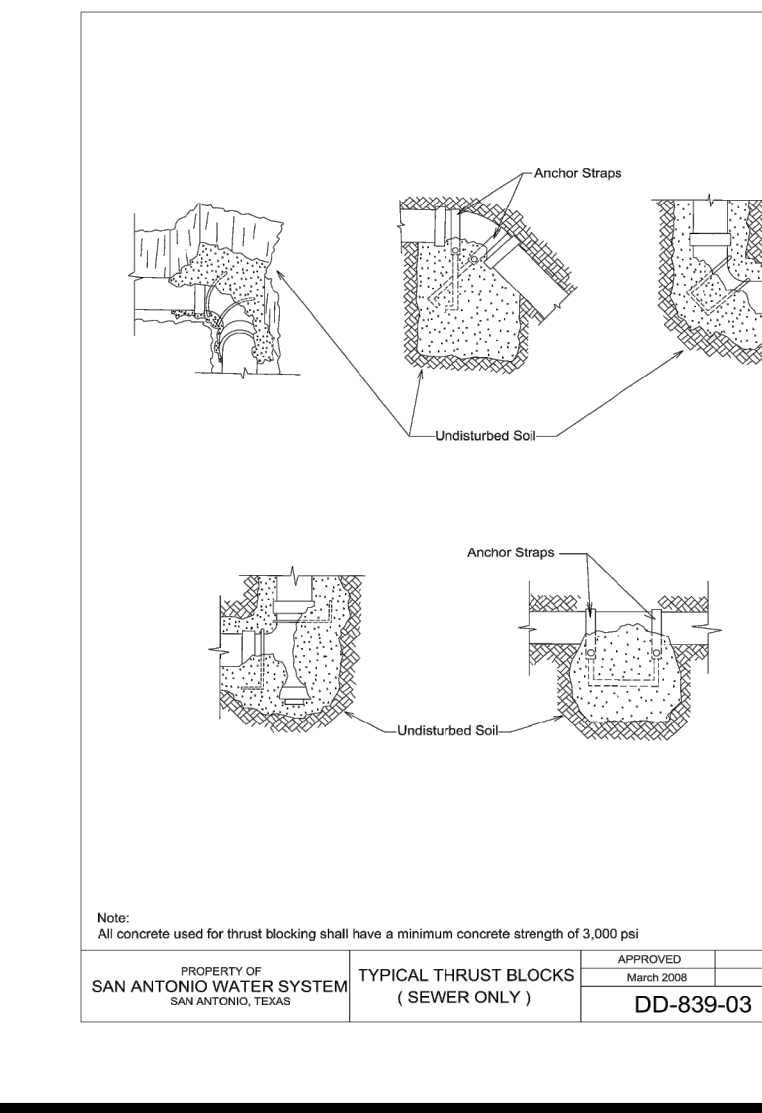 Anchor Straps
Undisturbed Soil
Anchor Straps
Undisturbed Soil
Note:
All concrete used for thrust blocking shall have a minimum concrete strength of 3,000 psi
PROPERTY OF
SAN ANTONIO WATER SYSTEM
SAN ANTONIO, TEXAS
TYPICAL THRUST BLOCKS
( SEWER ONLY )
APPROVED
March 2008
DD-839-03